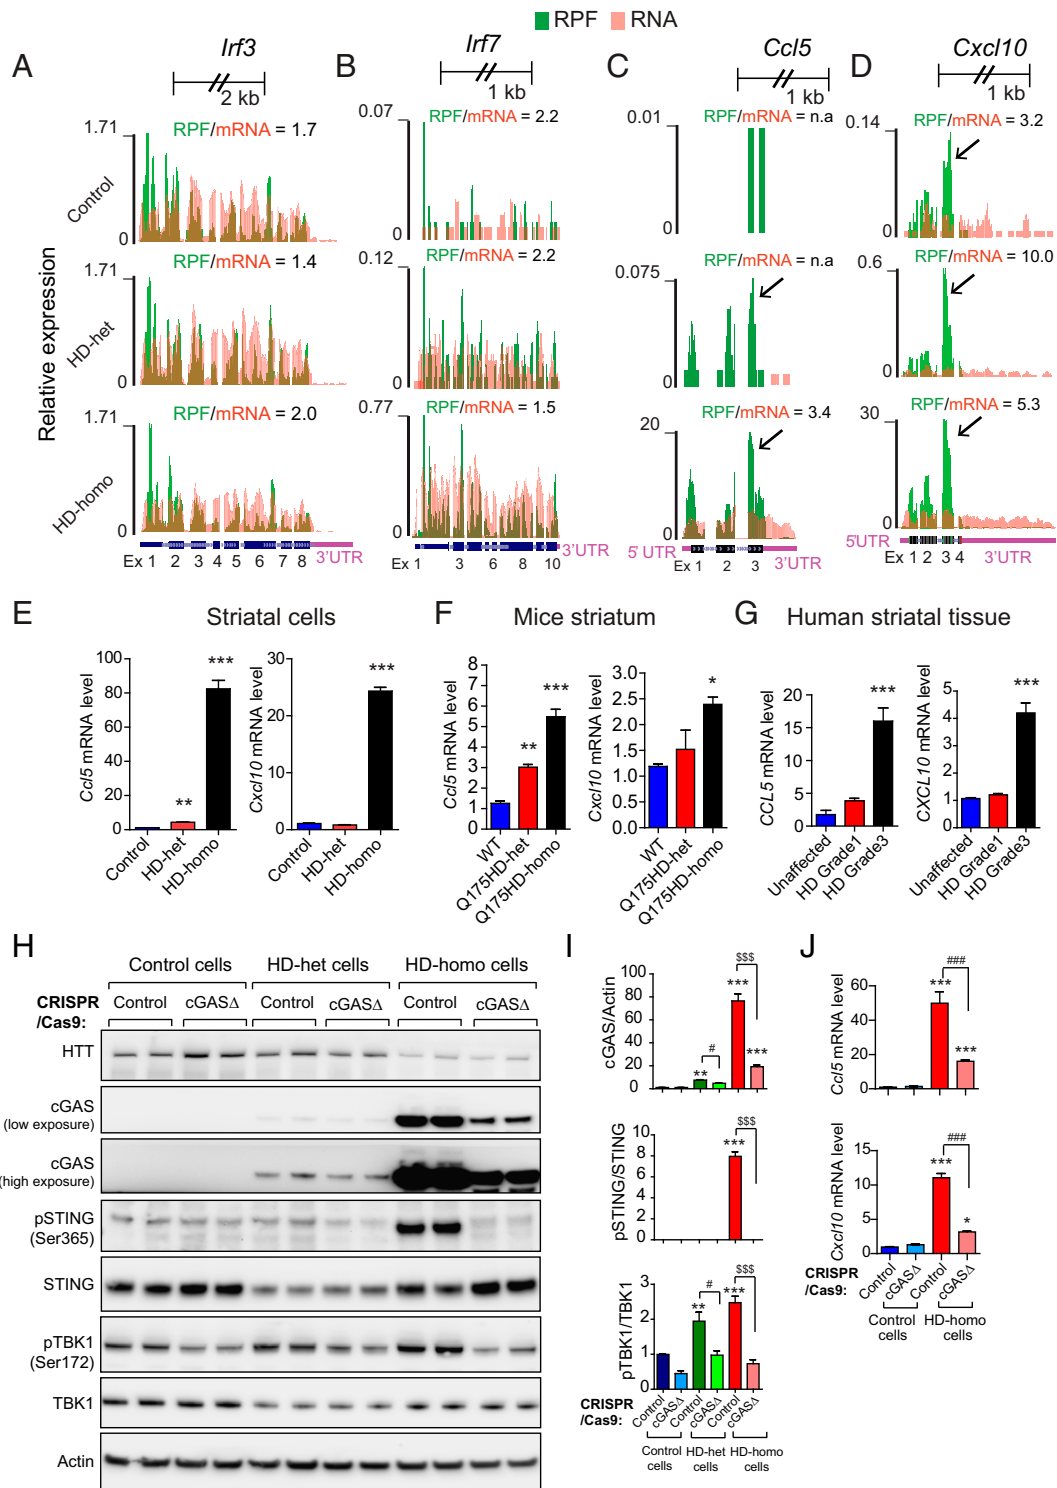 RPF RNA
A
Irf3
2 kb
RPF/mRNA = 1.7
1.71
0
Control
RPF/mRNA = 1.4
1.71
0
HD-het
RPF/mRNA = 2.0
1.71
0
HD-homo
Relative expression
Ex 1 2 3 4 5 6 7 8 3'UTR
B
Irf7
1 kb
0.07
RPF/mRNA = 2.2
0
0.12
RPF/mRNA = 2.2
0
0.77
RPF/mRNA = 1.5
0
Ex 1 3 6 8 10 3'UTR
C
Ccl5
1 kb
RPF/mRNA = n.a
0.01
0
RPF/mRNA = n.a
0.075
0
RPF/mRNA = 3.4
20
0
5' UTR Ex 1 2 3 3'UTR
D
Cxcl10
1 kb
RPF/mRNA = 3.2
0.14
0
RPF/mRNA = 10.0
0.6
0
RPF/mRNA = 5.3
30
0
5'UTR Ex 1 2 3 4 3'UTR
E
Striatal cells
Ccl5 mRNA level
100
80
60
40
20
0
**
***
Control
HD-het
HD-homo
Cxcl10 mRNA level
30
20
10
0
***
Control
HD-het
HD-homo
F
Mice striatum
Ccl5 mRNA level
8
7
6
5
4
3
2
1
0
**
***
WT
Q175HD-het
Q175HD-homo
Cxcl10 mRNA level
3.0
2.5
2.0
1.5
1.0
0.5
0.0
*
WT
Q175HD-het
Q175HD-homo
G
Human striatal tissue
CCL5 mRNA level
20
15
10
5
0
***
Unaffected
HD Grade1
HD Grade3
CXCL10 mRNA level
5
4
3
2
1
0
***
Unaffected
HD Grade1
HD Grade3
H
Control cells HD-het cells HD-homo cells
CRISPR
/Cas9:
Control cGASΔ Control cGASΔ Control cGASΔ
HTT
cGAS
(low exposure)
cGAS
(high exposure)
pSTING
(Ser365)
STING
pTBK1
(Ser172)
TBK1
Actin
I
cGAS/Actin
100
80
60
40
20
0
**
#
***
$$$
***
pSTING/STING
10
8
6
4
2
0
***
$$$
pTBK1/TBK1
3
2
1
0
**
#
***
$$$
CRISPR
/Cas9:
Control
cGASΔ
Control
cGASΔ
Control
cGASΔ
Control
cells
HD-het
cells
HD-homo
cells
J
Ccl5 mRNA level
60
40
20
0
***
###
***
Cxcl10 mRNA level
15
10
5
0
***
###
*
CRISPR
/Cas9:
Control
cGASΔ
Control
cGASΔ
Control
cells
HD-homo
cells